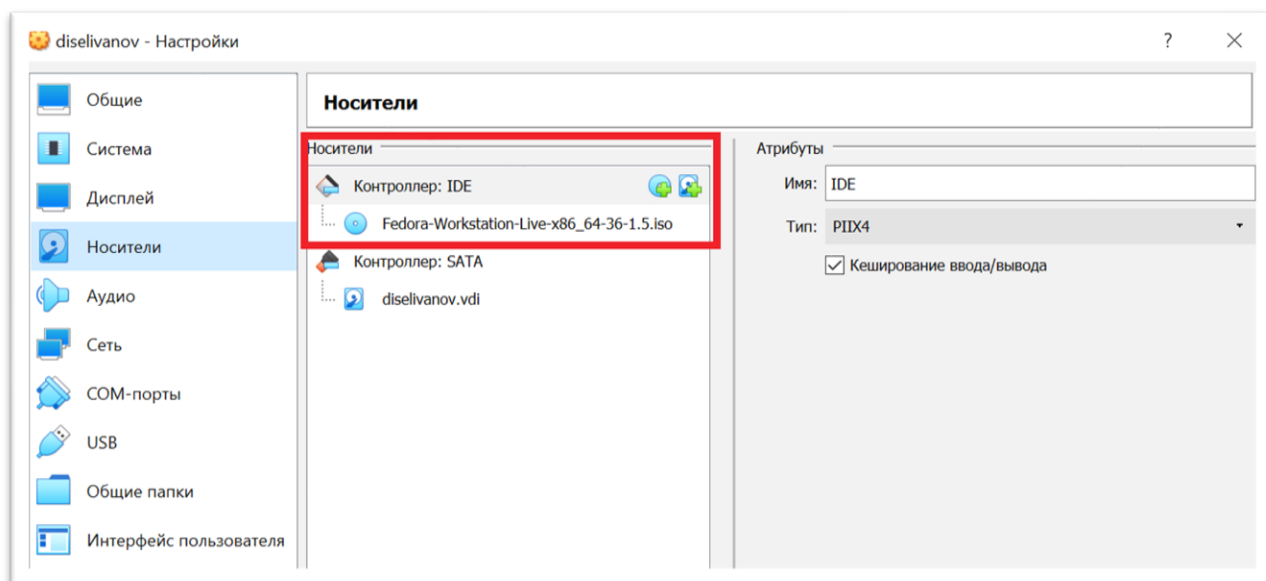 diselivanov - Настройки
?
Общие
Система
Дисплей
Носители
Аудио
Сеть
COM-порты
USB
Общие папки
Интерфейс пользователя
Носители
Носители
Контроллер: IDE
Fedora-Workstation-Live-x86_64-36-1.5.iso
Контроллер: SATA
diselivanov.vdi
Атрибуты
Имя: IDE
Тип: PIIX4
Кеширование ввода/вывода